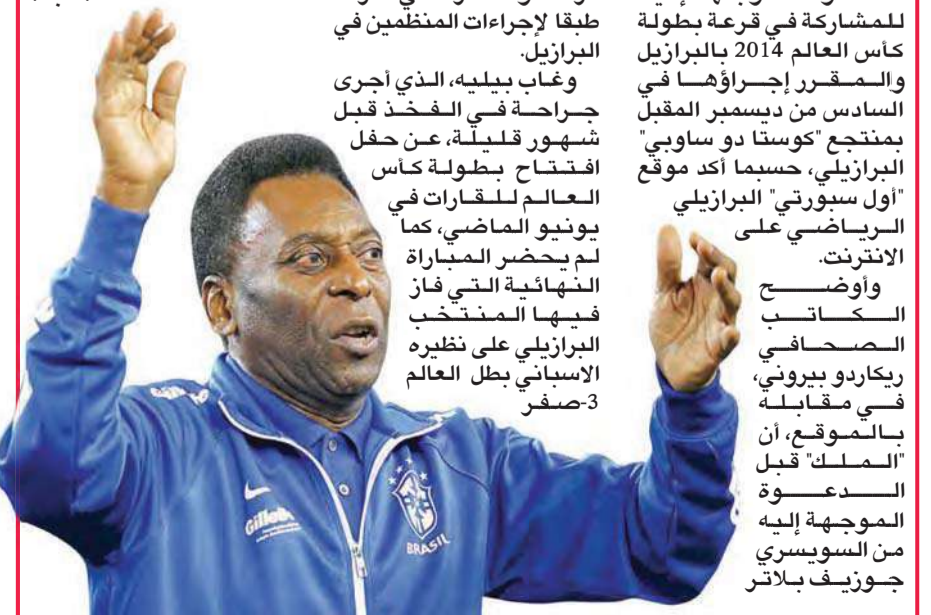 للمشاركة في قرعة بطولة
كأس العالم 2014 بالبرازيل
والمقرر إجراؤها في
السادس من ديسمبر المقبل
بمنتجع "كوستا دو ساوبي"
البرازيلي، حسبما أكد موقع
"أول سبورتي" البرازيلي
الرياضي على
الانترنت.
وأوضح
الكاتب
الصحافي
ريكاردو بيروني،
في مقابله
بالموقع، أن
"الملك" قبل
الدعوة
الموجهة إليه
من السويسري
جوزيف بلاتر
طبقا لإجراءات المنظمين في
البرازيل.
وغاب بيليه، الذي أجرى
جراحة في الفخذ قبل
شهور قليلة، عن حفل
افتتاح بطولة كأس
العالم للقارات في
يونيو الماضي، كما
لم يحضر المباراة
النهائية التي فاز
فيها المنتخب
البرازيلي على نظيره
الاسباني بطل العالم
3-صفر
Gillette
BRASIL